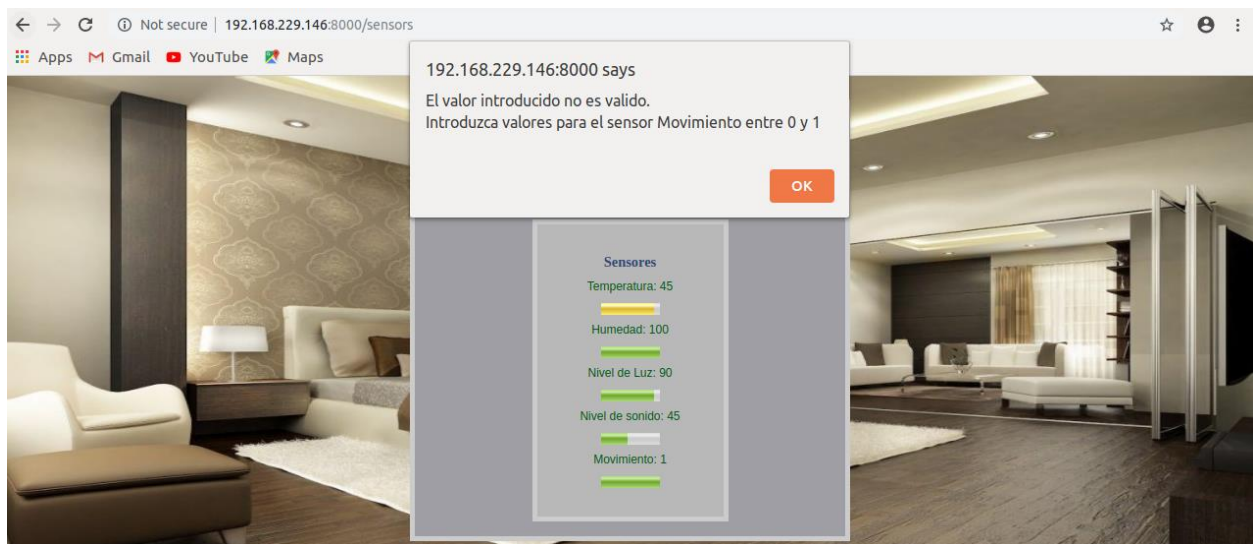 Not secure | 192.168.229.146:8000/sensors
Apps Gmail YouTube Maps
192.168.229.146:8000 says
El valor introducido no es valido.
Introduzca valores para el sensor Movimiento entre 0 y 1
OK
Sensores
Temperatura: 45
Humedad: 100
Nivel de Luz: 90
Nivel de sonido: 45
Movimiento: 1